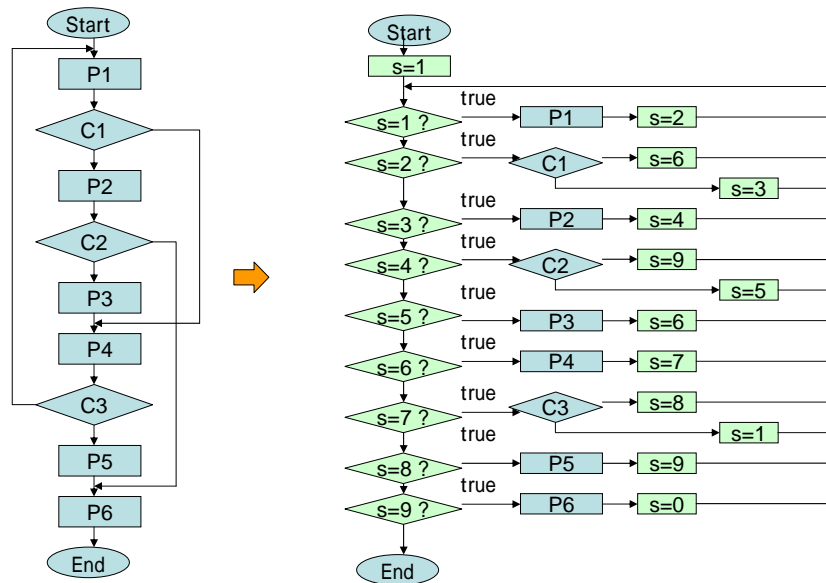 Start
P1
C1
P2
C2
P3
P4
C3
P5
P6
End
Start
s=1
s=1 ?
true
P1
s=2
s=2 ?
true
C1
s=6
s=3
s=3 ?
true
P2
s=4
s=4 ?
true
C2
s=9
s=5
s=5 ?
true
P3
s=6
s=6 ?
true
P4
s=7
s=7 ?
true
C3
s=8
s=1
s=8 ?
true
P5
s=9
s=9 ?
true
P6
s=0
End